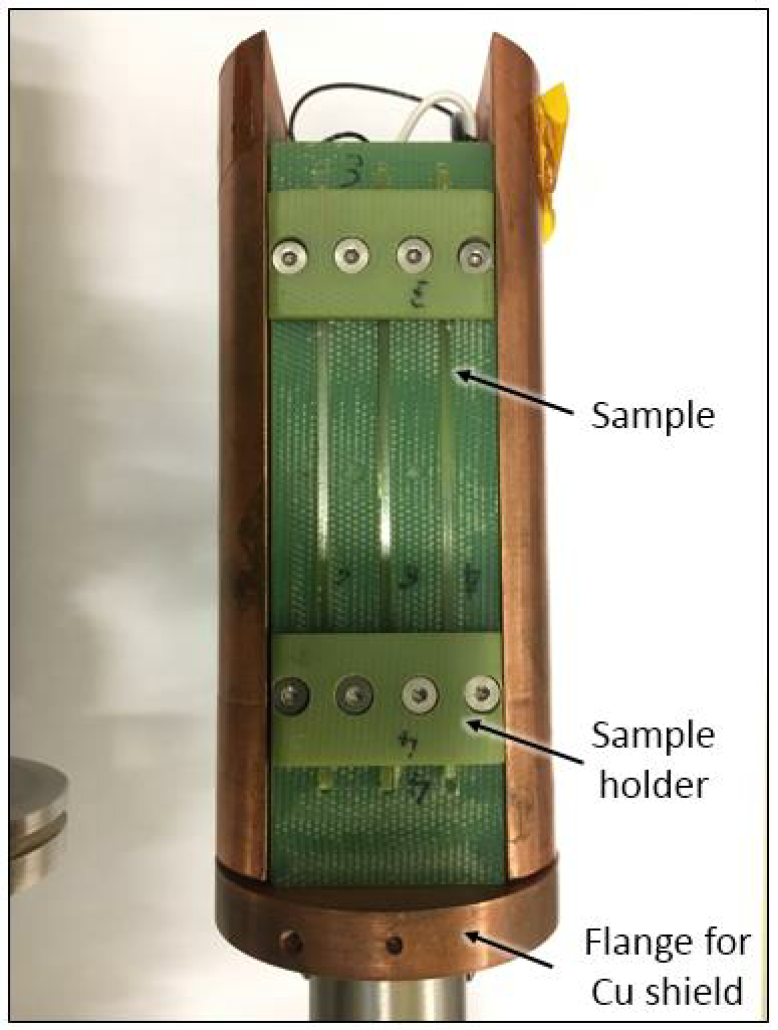 Sample
Sample
holder
Flange for
Cu shield